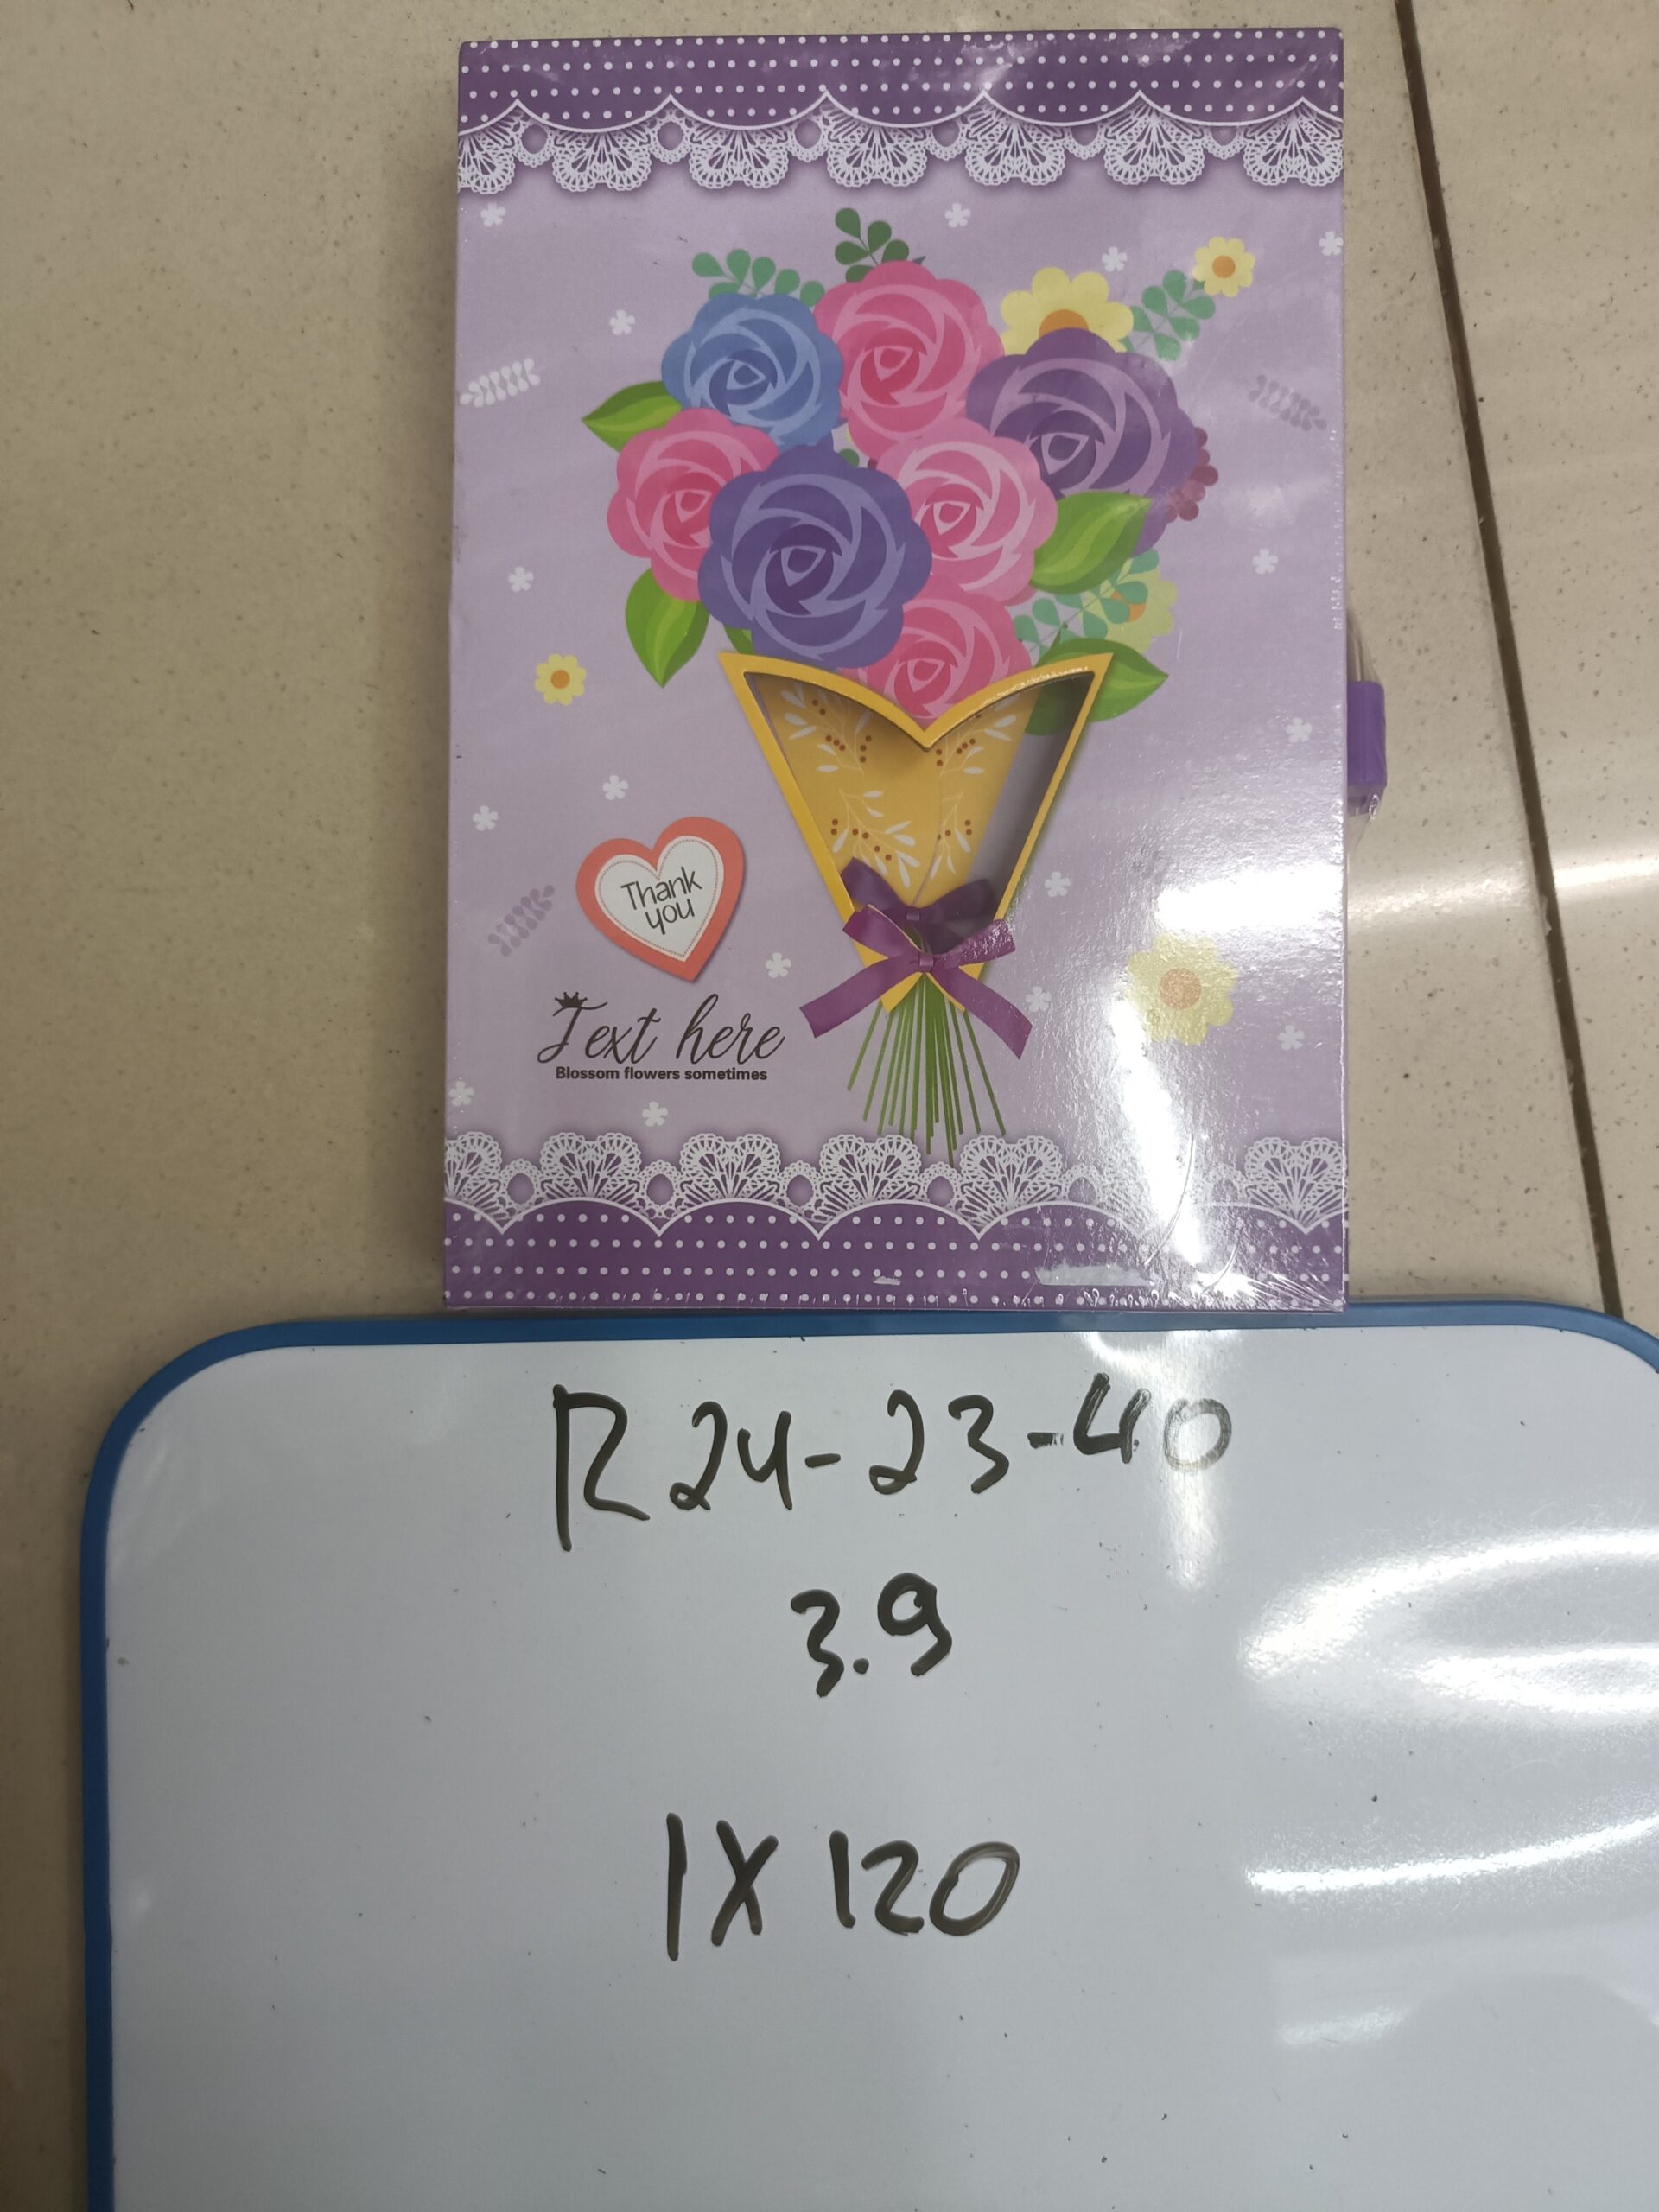 Thank
you
Text here
Blossom flowers sometimes
R24-23-40
3.9
1X120